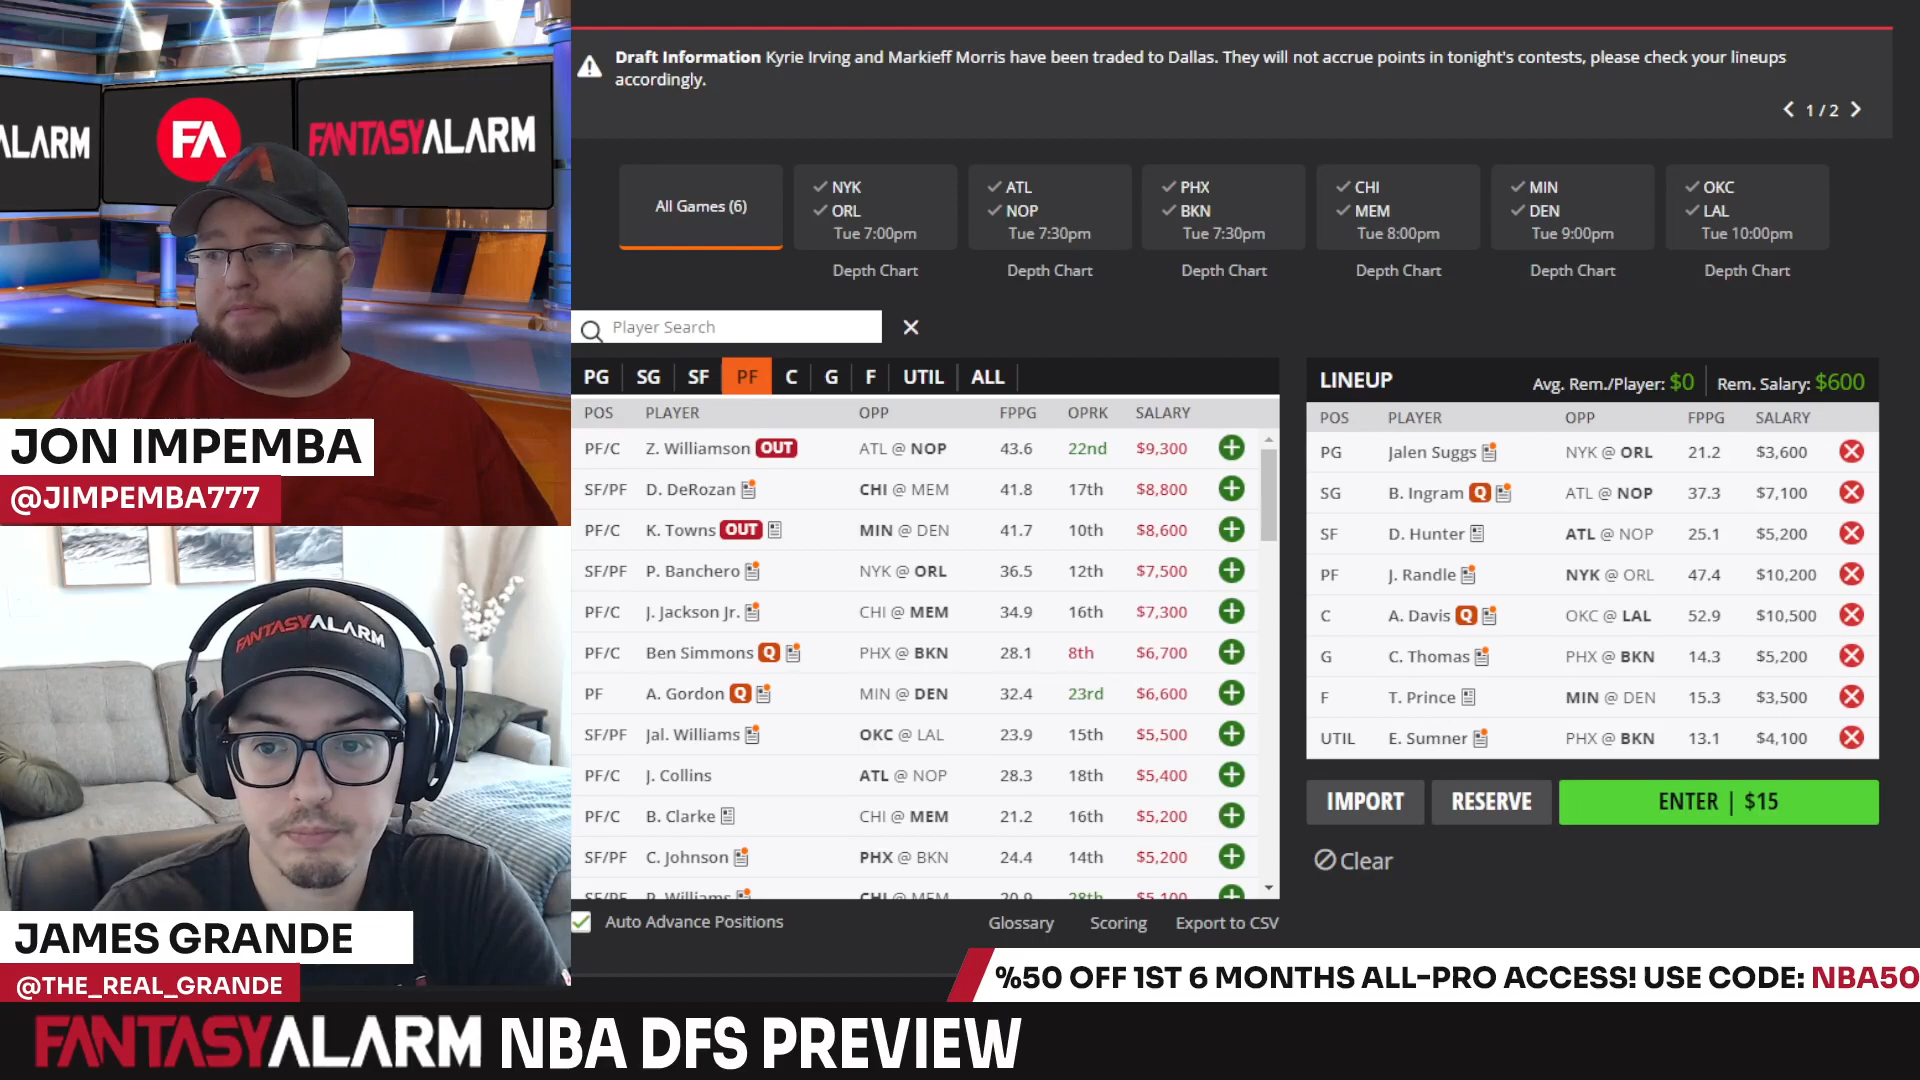 ALARM
FA
FANTASYALARM
JON IMPEMBA
@JIMPEMBA777
FANTASYALARM
JAMES GRANDE
@THE_REAL_GRANDE
Draft Information Kyrie Irving and Markieff Morris have been traded to Dallas. They will not accrue points in tonight's contests, please check your lineups
accordingly.
1 / 2
All Games (6)
NYK
ORL
Tue 7:00pm
Depth Chart
ATL
NOP
Tue 7:30pm
Depth Chart
PHX
BKN
Tue 7:30pm
Depth Chart
CHI
MEM
Tue 8:00pm
Depth Chart
MIN
DEN
Tue 9:00pm
Depth Chart
OKC
LAL
Tue 10:00pm
Depth Chart
Player Search
PG SG SF PF C G F UTIL ALL
POS PLAYER OPP FPPG OPRK SALARY
PF/C Z. Williamson OUT ATL @ NOP 43.6 22nd $9,300
SF/PF D. DeRozan CHI @ MEM 41.8 17th $8,800
PF/C K. Towns OUT MIN @ DEN 41.7 10th $8,600
SF/PF P. Banchero NYK @ ORL 36.5 12th $7,500
PF/C J. Jackson Jr. CHI @ MEM 34.9 16th $7,300
PF/C Ben Simmons Q PHX @ BKN 28.1 8th $6,700
PF A. Gordon Q MIN @ DEN 32.4 23rd $6,600
SF/PF Jal. Williams OKC @ LAL 23.9 15th $5,500
PF/C J. Collins ATL @ NOP 28.3 18th $5,400
PF/C B. Clarke CHI @ MEM 21.2 16th $5,200
SF/PF C. Johnson PHX @ BKN 24.4 14th $5,200
SF/PF P. Williams CHI @ MEM 20.9 28th $5,100
Auto Advance Positions Glossary Scoring Export to CSV
LINEUP Avg. Rem./Player: $0 Rem. Salary: $600
POS PLAYER OPP FPPG SALARY
PG Jalen Suggs NYK @ ORL 21.2 $3,600
SG B. Ingram Q ATL @ NOP 37.3 $7,100
SF D. Hunter ATL @ NOP 25.1 $5,200
PF J. Randle NYK @ ORL 47.4 $10,200
C A. Davis Q OKC @ LAL 52.9 $10,500
G C. Thomas PHX @ BKN 14.3 $5,200
F T. Prince MIN @ DEN 15.3 $3,500
UTIL E. Sumner PHX @ BKN 13.1 $4,100
IMPORT RESERVE ENTER | $15
Clear
%50 OFF 1ST 6 MONTHS ALL-PRO ACCESS! USE CODE: NBA50
FANTASYALARM NBA DFS PREVIEW